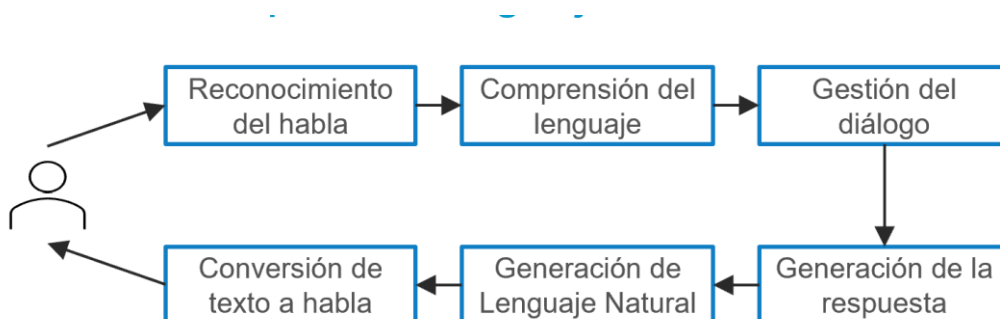 Reconocimiento
del habla
Comprensión del
lenguaje
Gestión del
diálogo
Conversión de
texto a habla
Generación de
Lenguaje Natural
Generación de la
respuesta